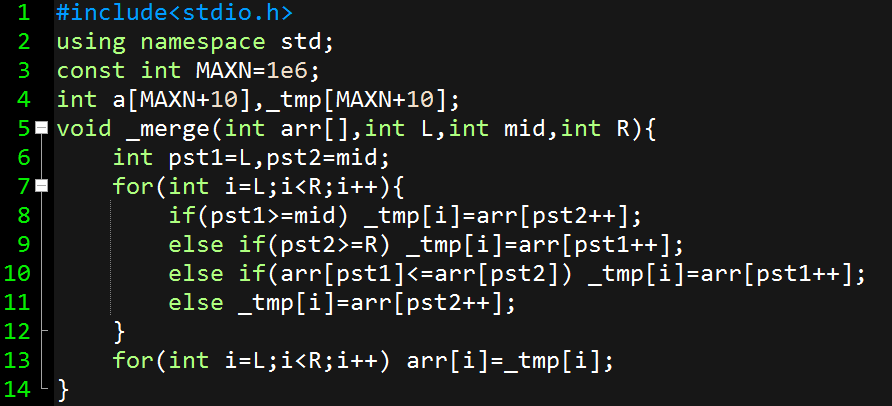 1 #include<stdio.h>
2 using namespace std;
3 const int MAXN=1e6;
4 int a[MAXN+10],_tmp[MAXN+10];
5 void _merge(int arr[],int L,int mid,int R){
6     int pst1=L,pst2=mid;
7     for(int i=L;i<R;i++){
8         if(pst1>=mid) _tmp[i]=arr[pst2++];
9         else if(pst2>=R) _tmp[i]=arr[pst1++];
10         else if(arr[pst1]<=arr[pst2]) _tmp[i]=arr[pst1++];
11         else _tmp[i]=arr[pst2++];
12     }
13     for(int i=L;i<R;i++) arr[i]=_tmp[i];
14 }